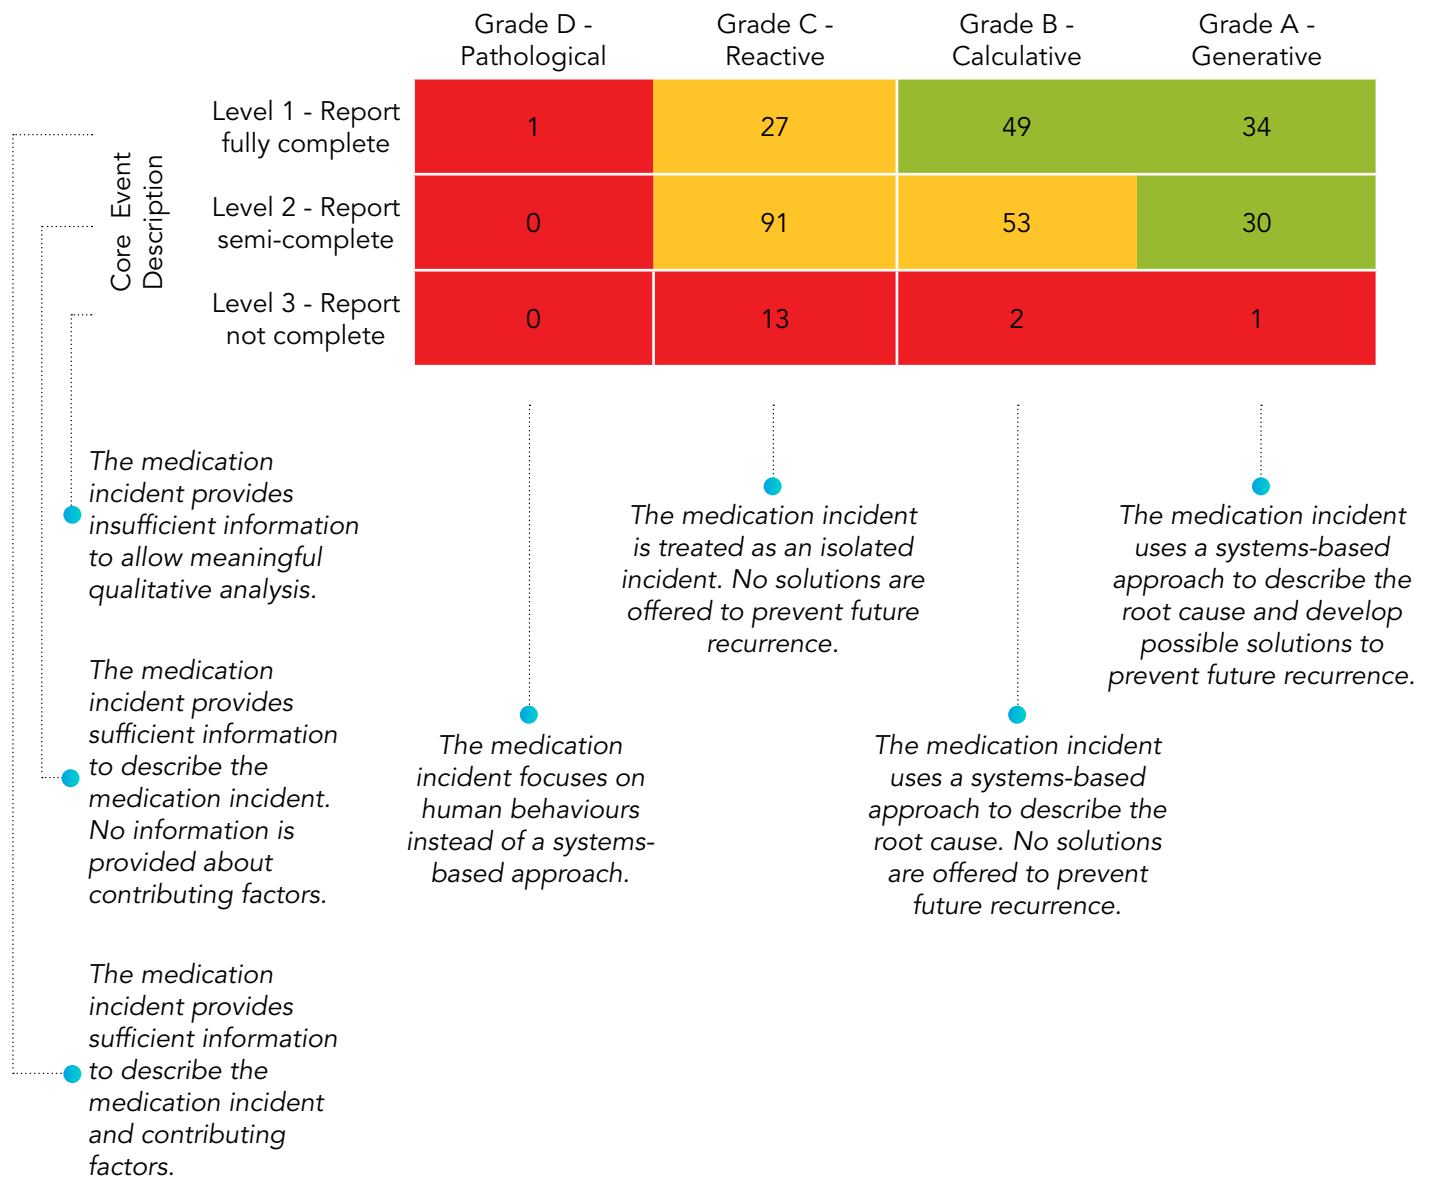 Grade D -
Pathological
Grade C -
Reactive
Grade B -
Calculative
Grade A -
Generative
Core Event
Description
Level 1 - Report
fully complete
1
27
49
34
Level 2 - Report
semi-complete
0
91
53
30
Level 3 - Report
not complete
0
13
2
1
The medication
incident provides
insufficient information
to allow meaningful
qualitative analysis.
The medication
incident provides
sufficient information
to describe the
medication incident.
No information is
provided about
contributing factors.
The medication
incident provides
sufficient information
to describe the
medication incident
and contributing
factors.
The medication
incident focuses on
human behaviours
instead of a systems-
based approach.
The medication incident
is treated as an isolated
incident. No solutions are
offered to prevent future
recurrence.
The medication incident
uses a systems-based
approach to describe the
root cause. No solutions
are offered to prevent
future recurrence.
The medication incident
uses a systems-based
approach to describe the
root cause and develop
possible solutions to
prevent future recurrence.